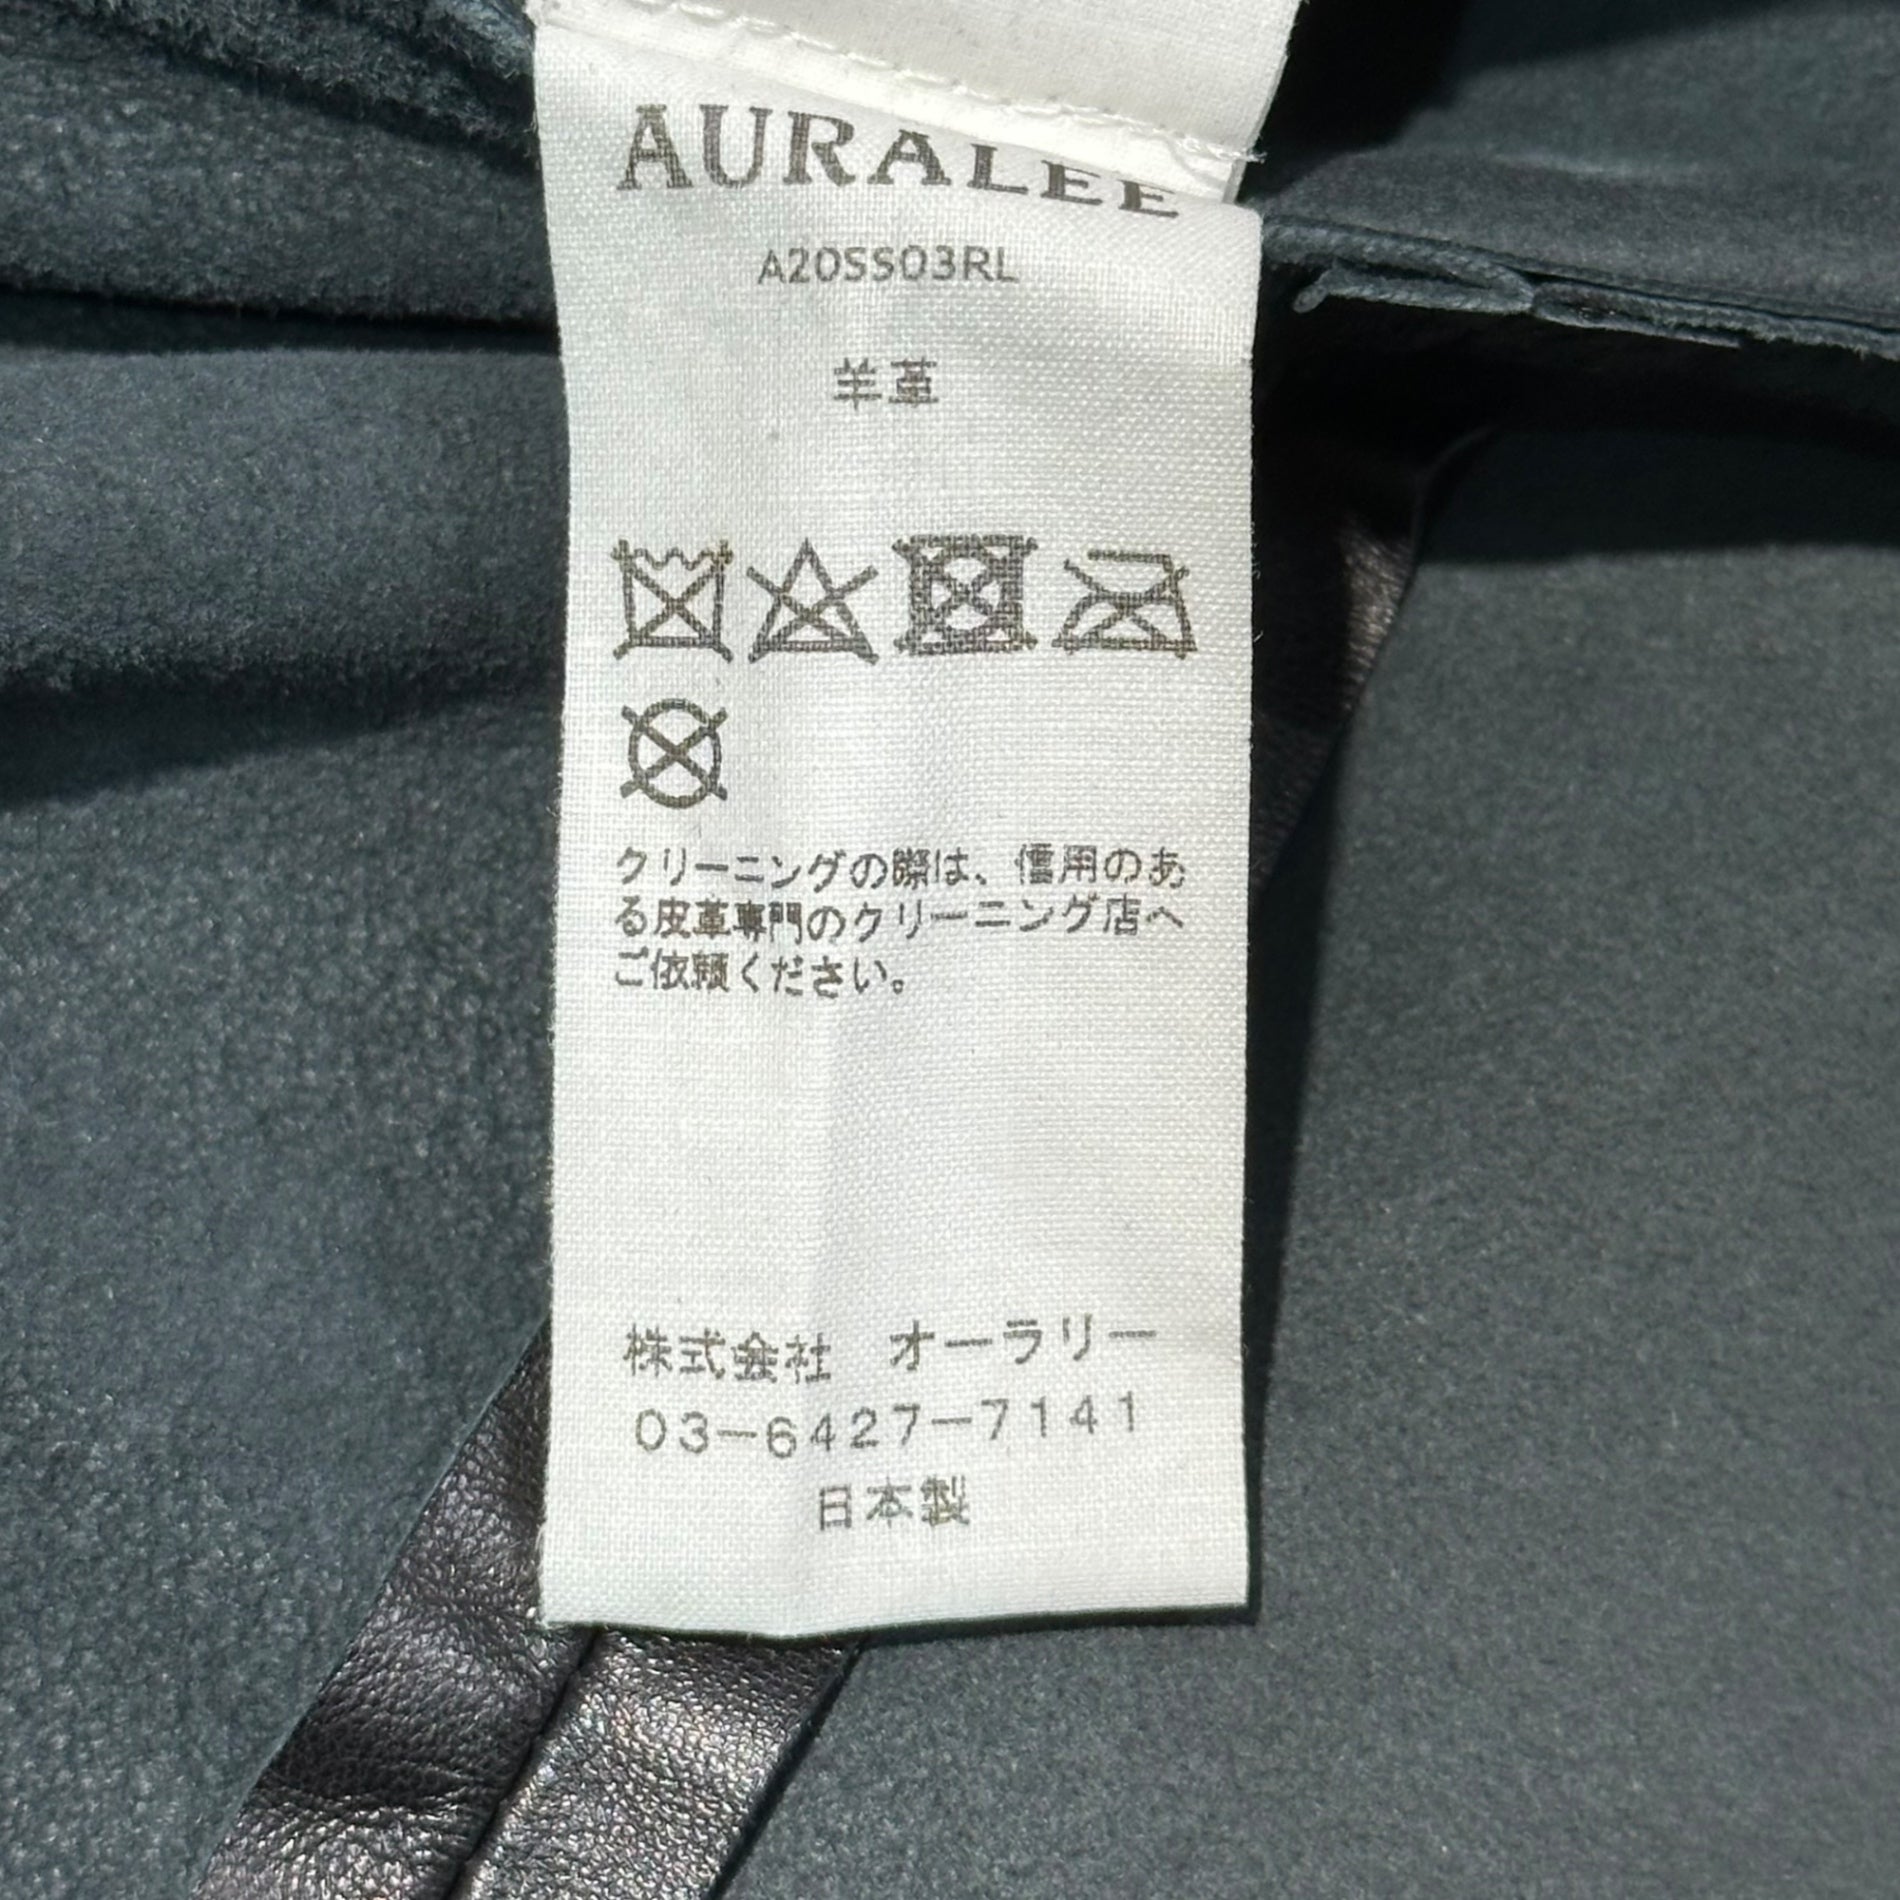 AURALEE
A20SS03RL
羊革
クリーニングの際は、信用のあ
る皮革専門のクリーニング店へ
ご依頼ください。
株式会社　オーラリー
03-6427-7141
日本製